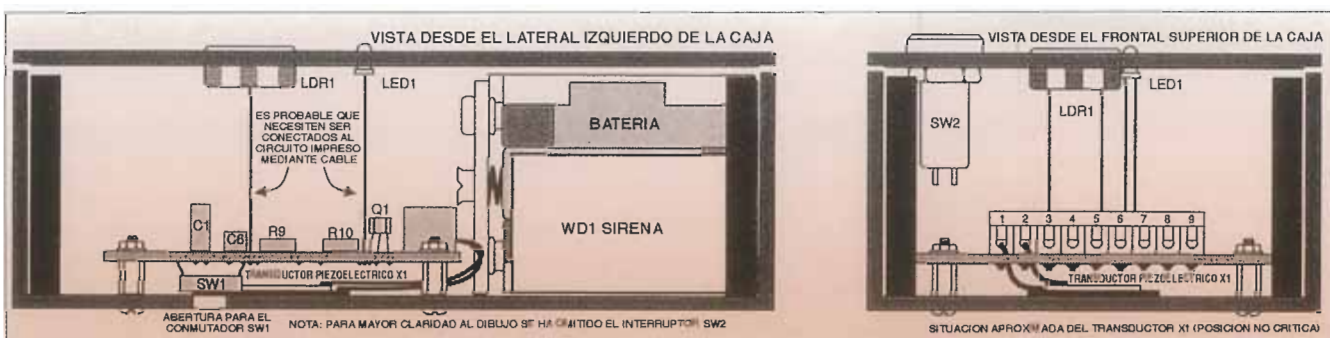 VISTA DESDE EL LATERAL IZQUIERDO DE LA CAJA
LDR1
LED1
ES PROBABLE QUE
NECESITEN SER
CONECTADOS AL
CIRCUITO IMPRESO
MEDIANTE CABLE
BATERIA
WD1 SIRENA
C1
C6
R9
R10
Q1
TRANSDUCTOR PIEZOELECTRICO X1
SW1
ABERTURA PARA EL
CONMUTADOR SW1
NOTA: PARA MAYOR CLARIDAD AL DIBUJO SE HA OMITIDO EL INTERRUPTOR SW2
VISTA DESDE EL FRONTAL SUPERIOR DE LA CAJA
SW2
LDR1
LED1
1 2 3 4 5 6 7 8 9
TRANSDUCTOR PIEZOELECTRICO X1
SITUACION APROXIMADA DEL TRANSDUCTOR X1 (POSICION NO CRITICA)